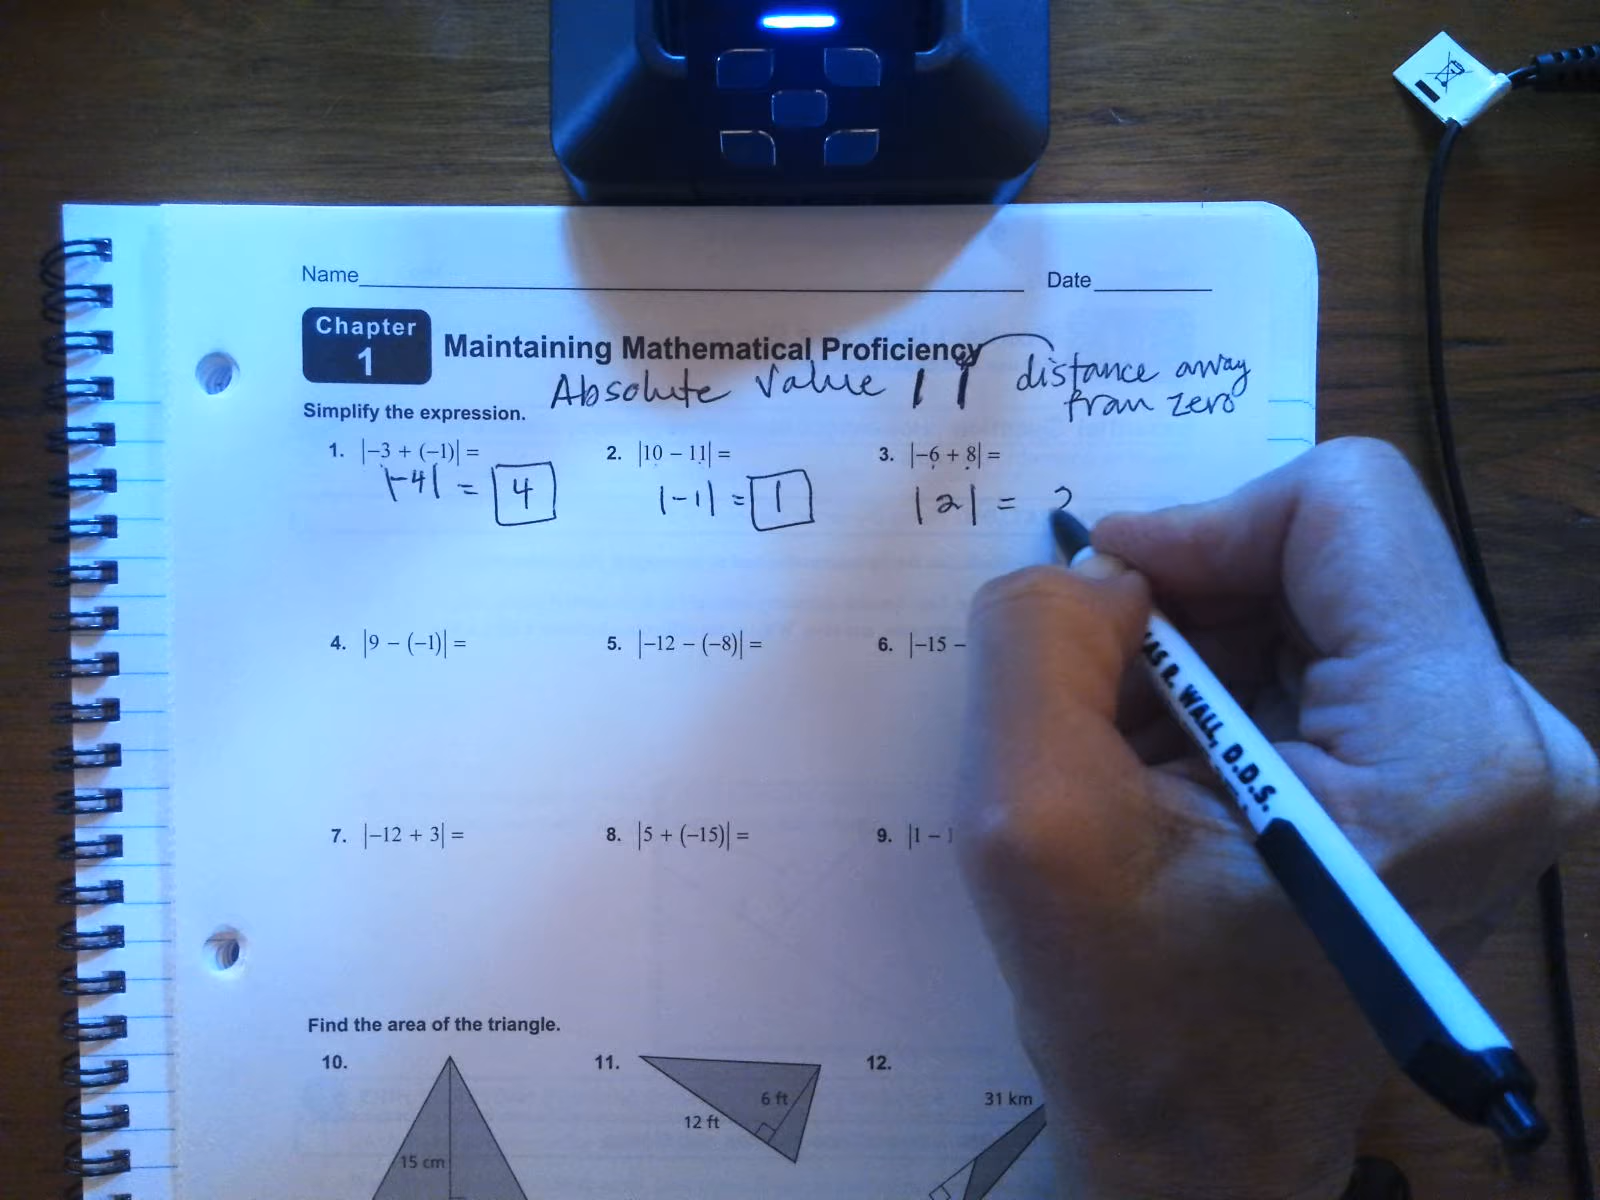 Name Date
Chapter
1
Maintaining Mathematical Proficiency
Absolute Value | | distance away
from zero
Simplify the expression.
1. |−3 + (−1)| = 2. |10 − 11| = 3. |−6 + 8| =
|-4| = 4 |-1| = 1 |2| = 2
4. |9 − (−1)| = 5. |−12 − (−8)| = 6. |−15 −
7. |−12 + 3| = 8. |5 + (−15)| = 9. |1 −
R. WALL, D.D.S.
Find the area of the triangle.
10. 11. 12.
6 ft
31 km
12 ft
15 cm